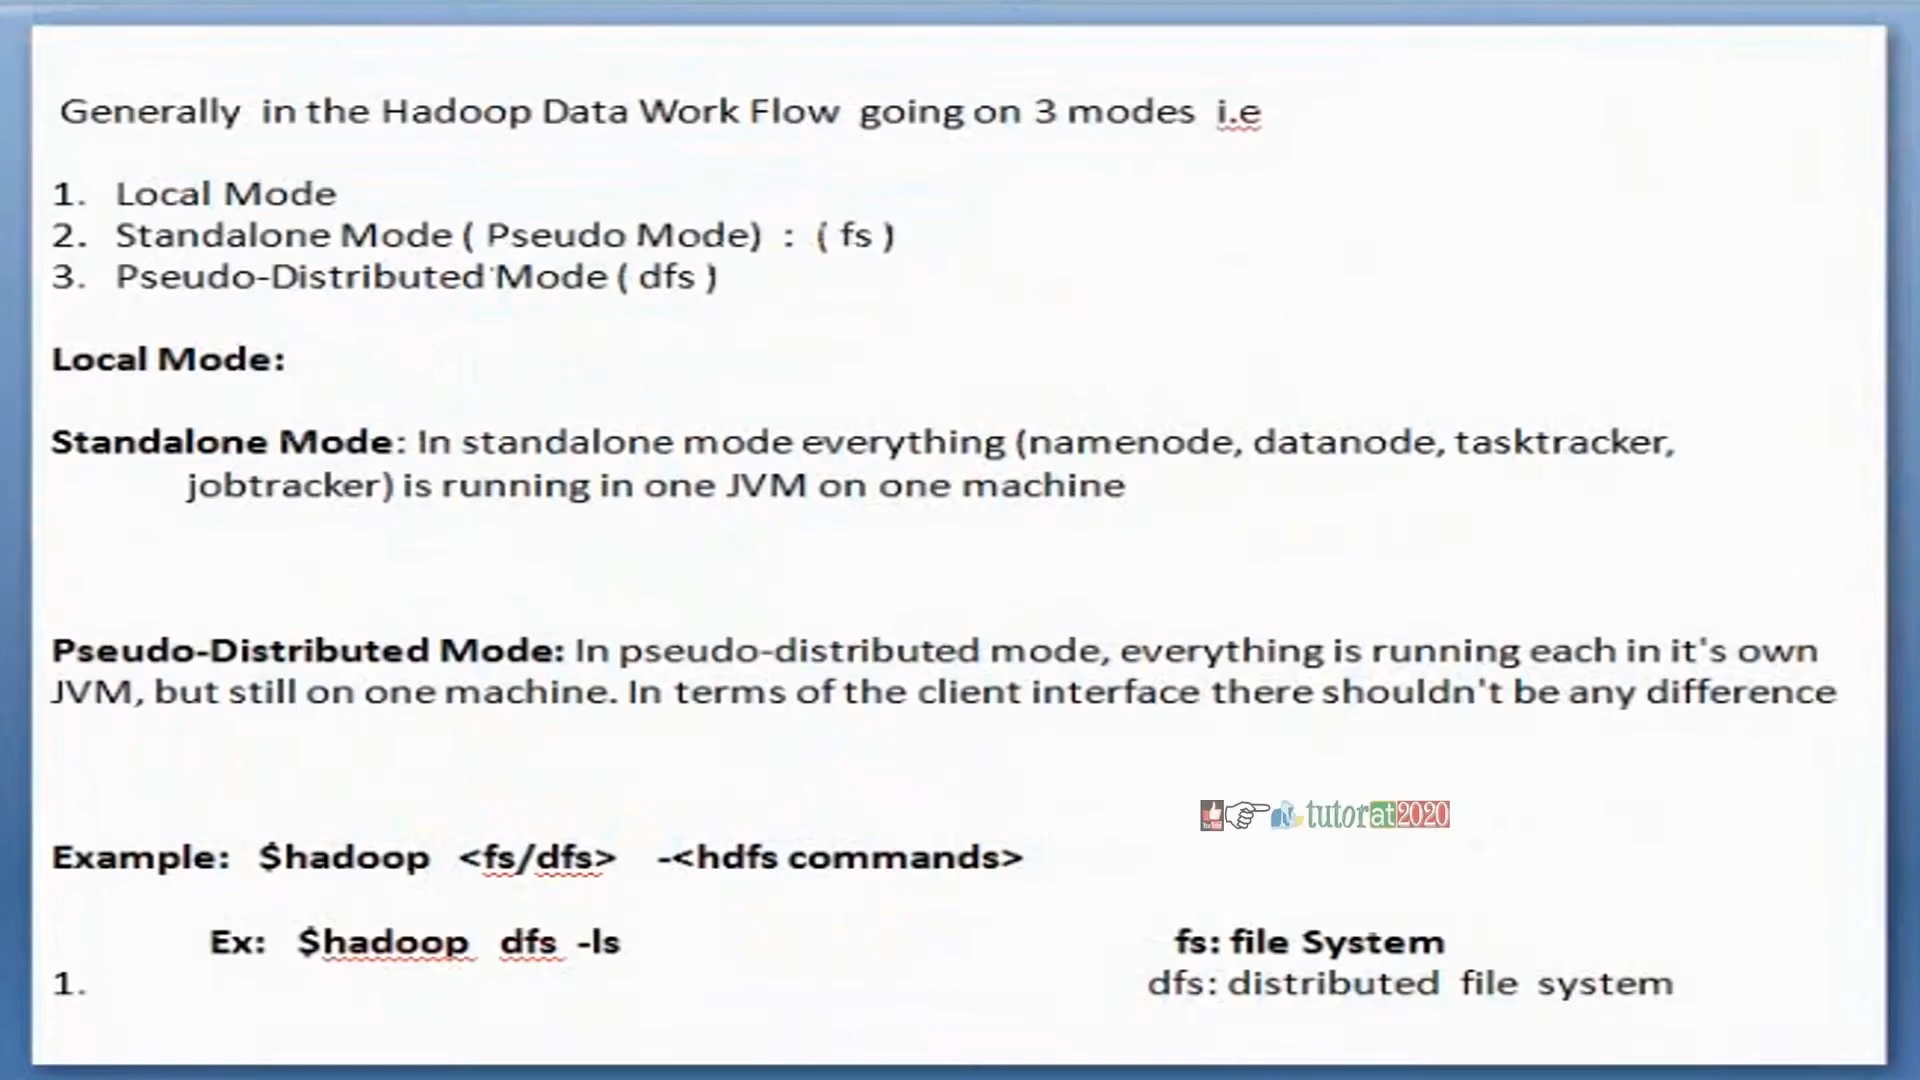 Generally in the Hadoop Data Work Flow going on 3 modes i.e
1. Local Mode
2. Standalone Mode ( Pseudo Mode) : ( fs )
3. Pseudo-Distributed Mode ( dfs )
Local Mode:
Standalone Mode: In standalone mode everything (namenode, datanode, tasktracker,
jobtracker) is running in one JVM on one machine
Pseudo-Distributed Mode: In pseudo-distributed mode, everything is running each in it's own
JVM, but still on one machine. In terms of the client interface there shouldn't be any difference
tutorat2020
Example: $hadoop <fs/dfs> -<hdfs commands>
Ex: $hadoop dfs -ls fs: file System
1. dfs: distributed file system